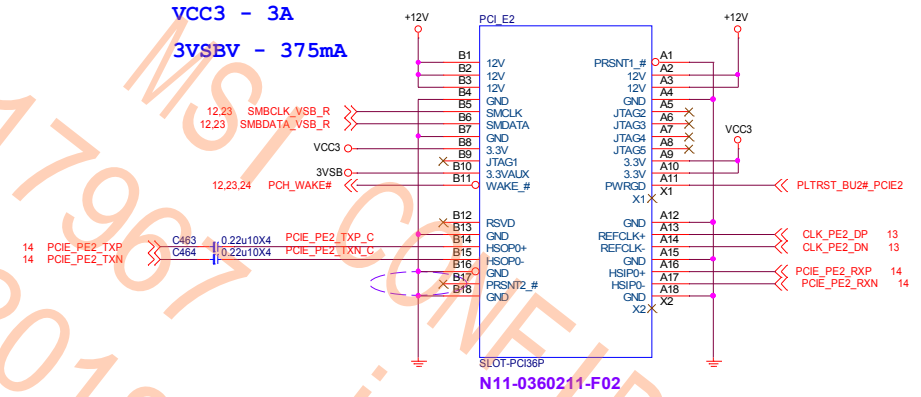 VCC3 - 3A
3VSBV - 375mA
+12V
PCI_E2
+12V
B1 12V PRSNT1_# A1
B2 12V 12V A2
B3 12V 12V A3
B4 GND GND A4
12,23 SMBCLK_VSB_R B5 SMCLK JTAG2 A5
12,23 SMBDATA_VSB_R B6 SMDATA JTAG3 A6
B7 GND JTAG4 A7
VCC3 B8 3.3V JTAG5 A8
VCC3
B9 JTAG1 3.3V A9
3VSB B10 3.3VAUX 3.3V A10
12,23,24 PCH_WAKE# B11 WAKE_# PWRGD A11 PLTRST_BU2#_PCIE2
X1 X1
B12 RSVD GND A12
B13 GND REFCLK+ A13 CLK_PE2_DP 13
14 PCIE_PE2_TXP C463 0.22u10X4 PCIE_PE2_TXP_C B14 HSOP0+ REFCLK- A14 CLK_PE2_DN 13
14 PCIE_PE2_TXN C464 0.22u10X4 PCIE_PE2_TXN_C B15 HSOP0- GND A15
B16 GND HSIP0+ A16 PCIE_PE2_RXP 14
B17 PRSNT2_# HSIP0- A17 PCIE_PE2_RXN 14
B18 GND GND A18
X2 X2
SLOT-PCI36P
N11-0360211-F02
MSI